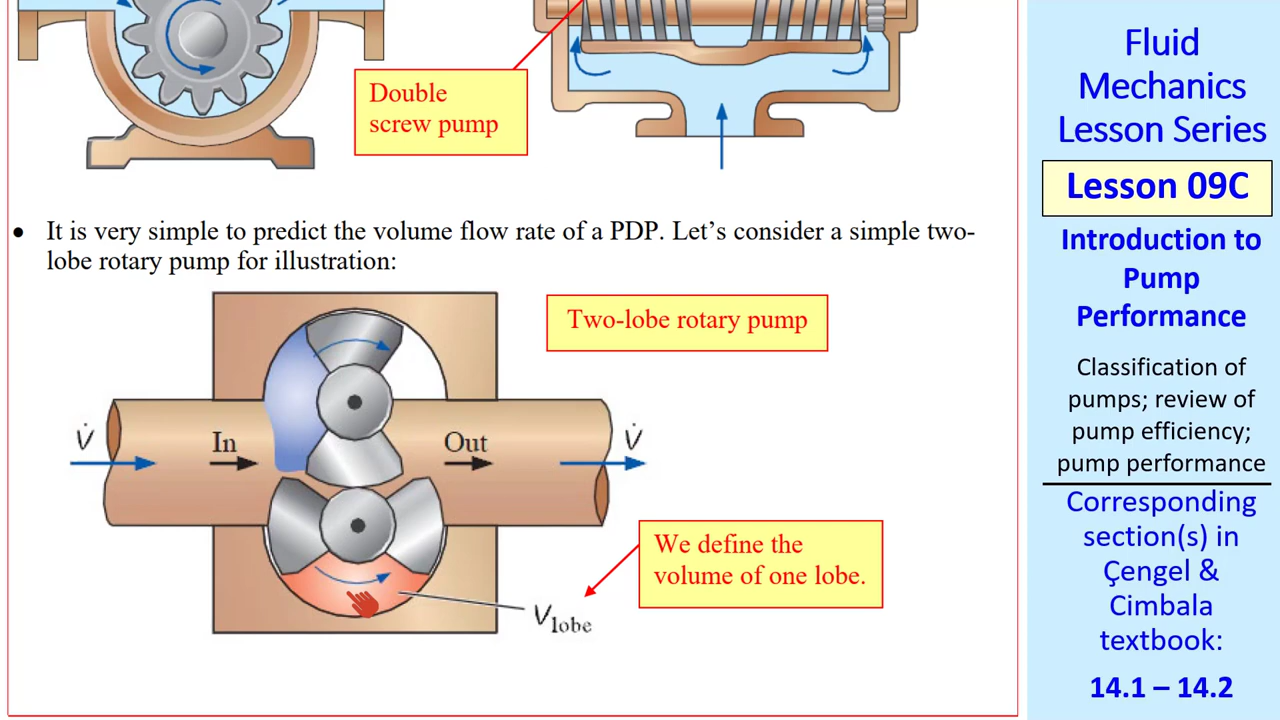 Double
screw pump
• It is very simple to predict the volume flow rate of a PDP. Let’s consider a simple two-
lobe rotary pump for illustration:
Two-lobe rotary pump
V̇
In
Out
V̇
We define the
volume of one lobe.
Vlobe
Fluid
Mechanics
Lesson Series
Lesson 09C
Introduction to
Pump
Performance
Classification of
pumps; review of
pump efficiency;
pump performance
Corresponding
section(s) in
Çengel &
Cimbala
textbook:
14.1 – 14.2